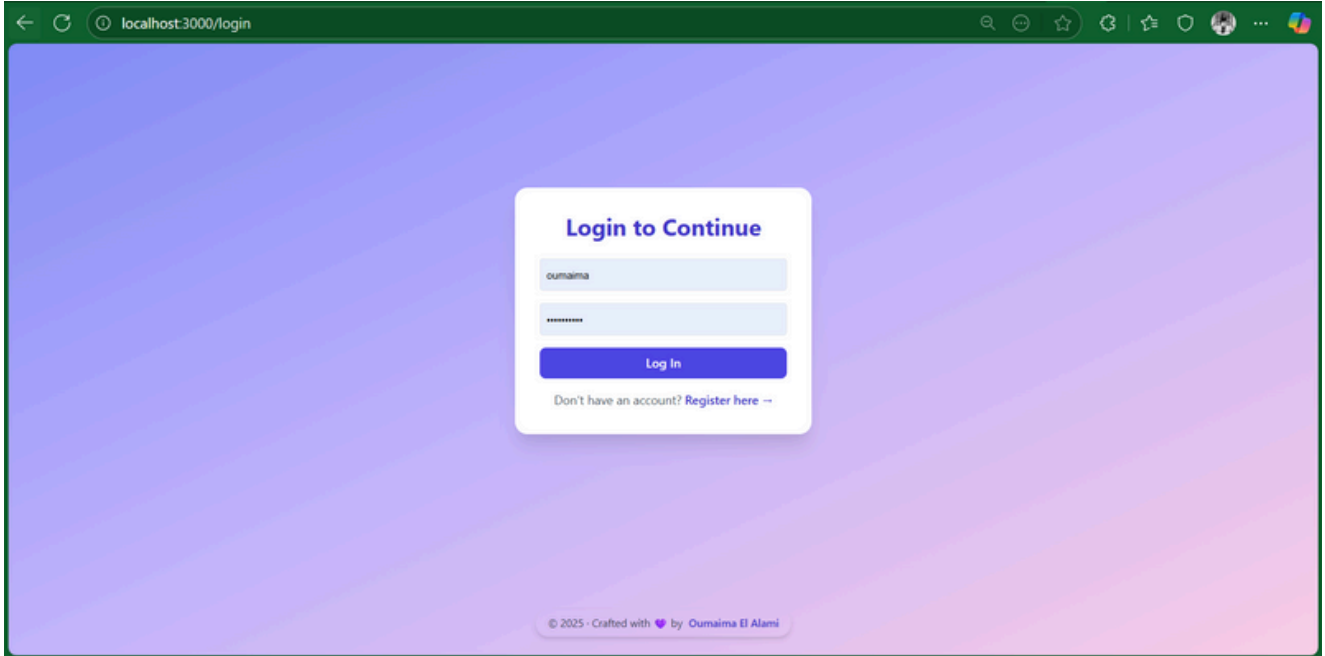 localhost:3000/login
Login to Continue
oumaima
•••••••••••
Log In
Don't have an account? Register here →
© 2025 · Crafted with 💜 by Oumaima El Alami